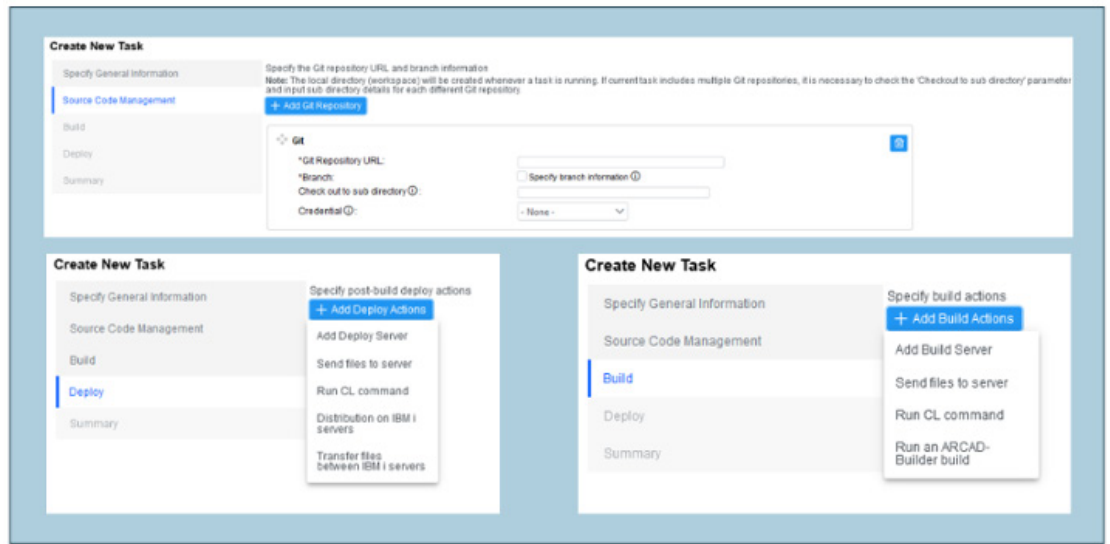 Create New Task
Specify General Information
Source Code Management
Build
Deploy
Summary
Specify the Git repository URL and branch information
Note: The local directory (workspace) will be created whenever a task is running. If current task includes multiple Git repositories, it is necessary to check the 'Checkout to sub directory' parameter
and input sub directory details for each different Git repository.
+ Add Git Repository
Git
*Git Repository URL:
*Branch:
Specify branch information
Check out to sub directory :
Credential :
- None -
Create New Task
Specify General Information
Source Code Management
Build
Deploy
Summary
Specify post-build deploy actions
+ Add Deploy Actions
Add Deploy Server
Send files to server
Run CL command
Distribution on IBM i
servers
Transfer files
between IBM i servers
Create New Task
Specify General Information
Source Code Management
Build
Deploy
Summary
Specify build actions
+ Add Build Actions
Add Build Server
Send files to server
Run CL command
Run an ARCAD-
Builder build